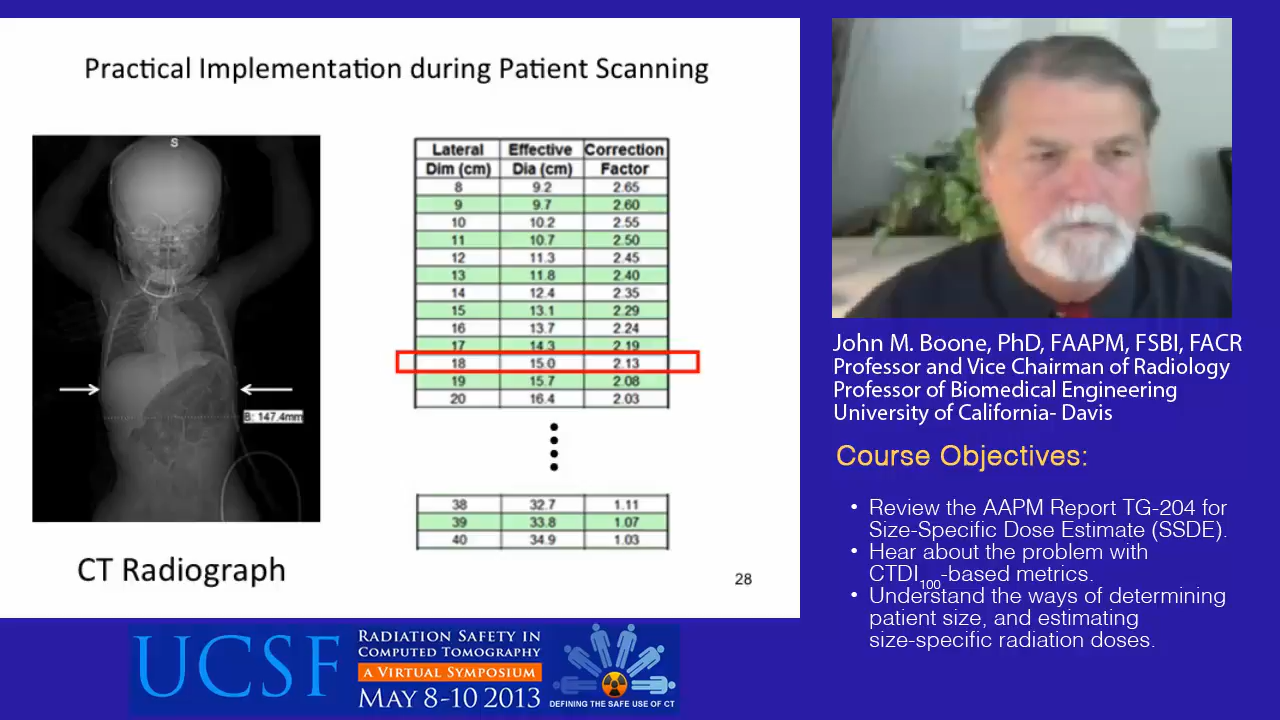 Practical Implementation during Patient Scanning
S
B: 147.4mm
CT Radiograph
Lateral Effective Correction
Dim (cm) Dia (cm) Factor
8 9.2 2.65
9 9.7 2.60
10 10.2 2.55
11 10.7 2.50
12 11.3 2.45
13 11.8 2.40
14 12.4 2.35
15 13.1 2.29
16 13.7 2.24
17 14.3 2.19
18 15.0 2.13
19 15.7 2.08
20 16.4 2.03
38 32.7 1.11
39 33.8 1.07
40 34.9 1.03
28
John M. Boone, PhD, FAAPM, FSBI, FACR
Professor and Vice Chairman of Radiology
Professor of Biomedical Engineering
University of California- Davis
Course Objectives:
• Review the AAPM Report TG-204 for
Size-Specific Dose Estimate (SSDE).
• Hear about the problem with
CTDI100-based metrics.
• Understand the ways of determining
patient size, and estimating
size-specific radiation doses.
UCSF
RADIATION SAFETY IN
COMPUTED TOMOGRAPHY
A VIRTUAL SYMPOSIUM
MAY 8-10 2013
DEFINING THE SAFE USE OF CT